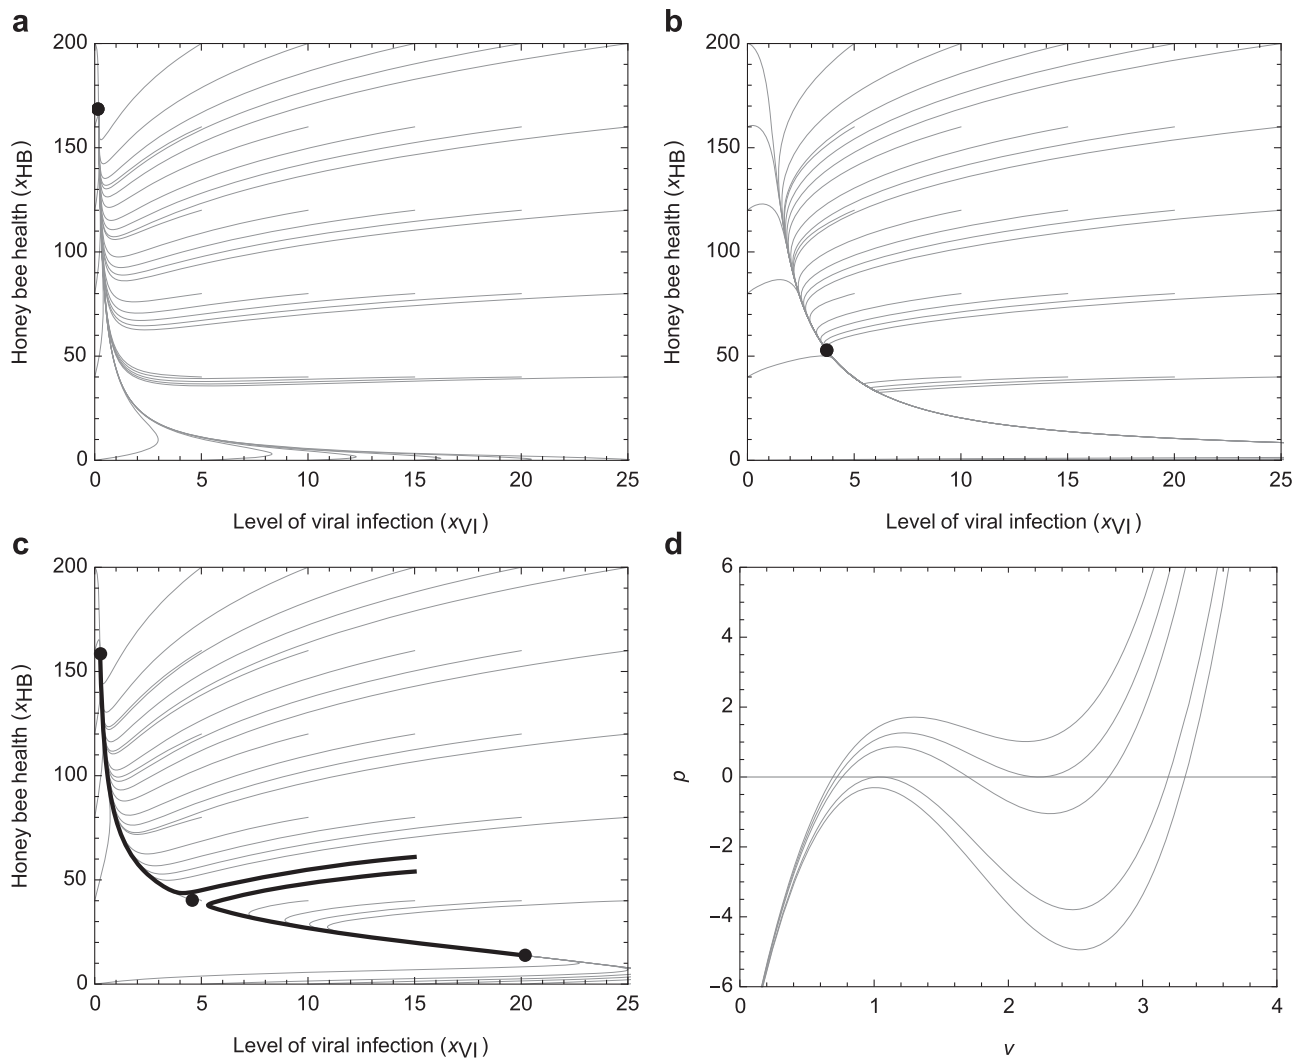 a
200
150
100
50
0
0 5 10 15 20 25
Honey bee health (xHB)
Level of viral infection (xVI)
b
200
150
100
50
0
0 5 10 15 20 25
Honey bee health (xHB)
Level of viral infection (xVI)
c
200
150
100
50
0
0 5 10 15 20 25
Honey bee health (xHB)
Level of viral infection (xVI)
d
6
4
2
0
−2
−4
−6
0 1 2 3 4
p
v